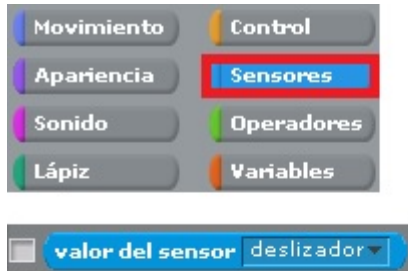 Movimiento Control
Apariencia Sensores
Sonido Operadores
Lápiz Variables
valor del sensor deslizador